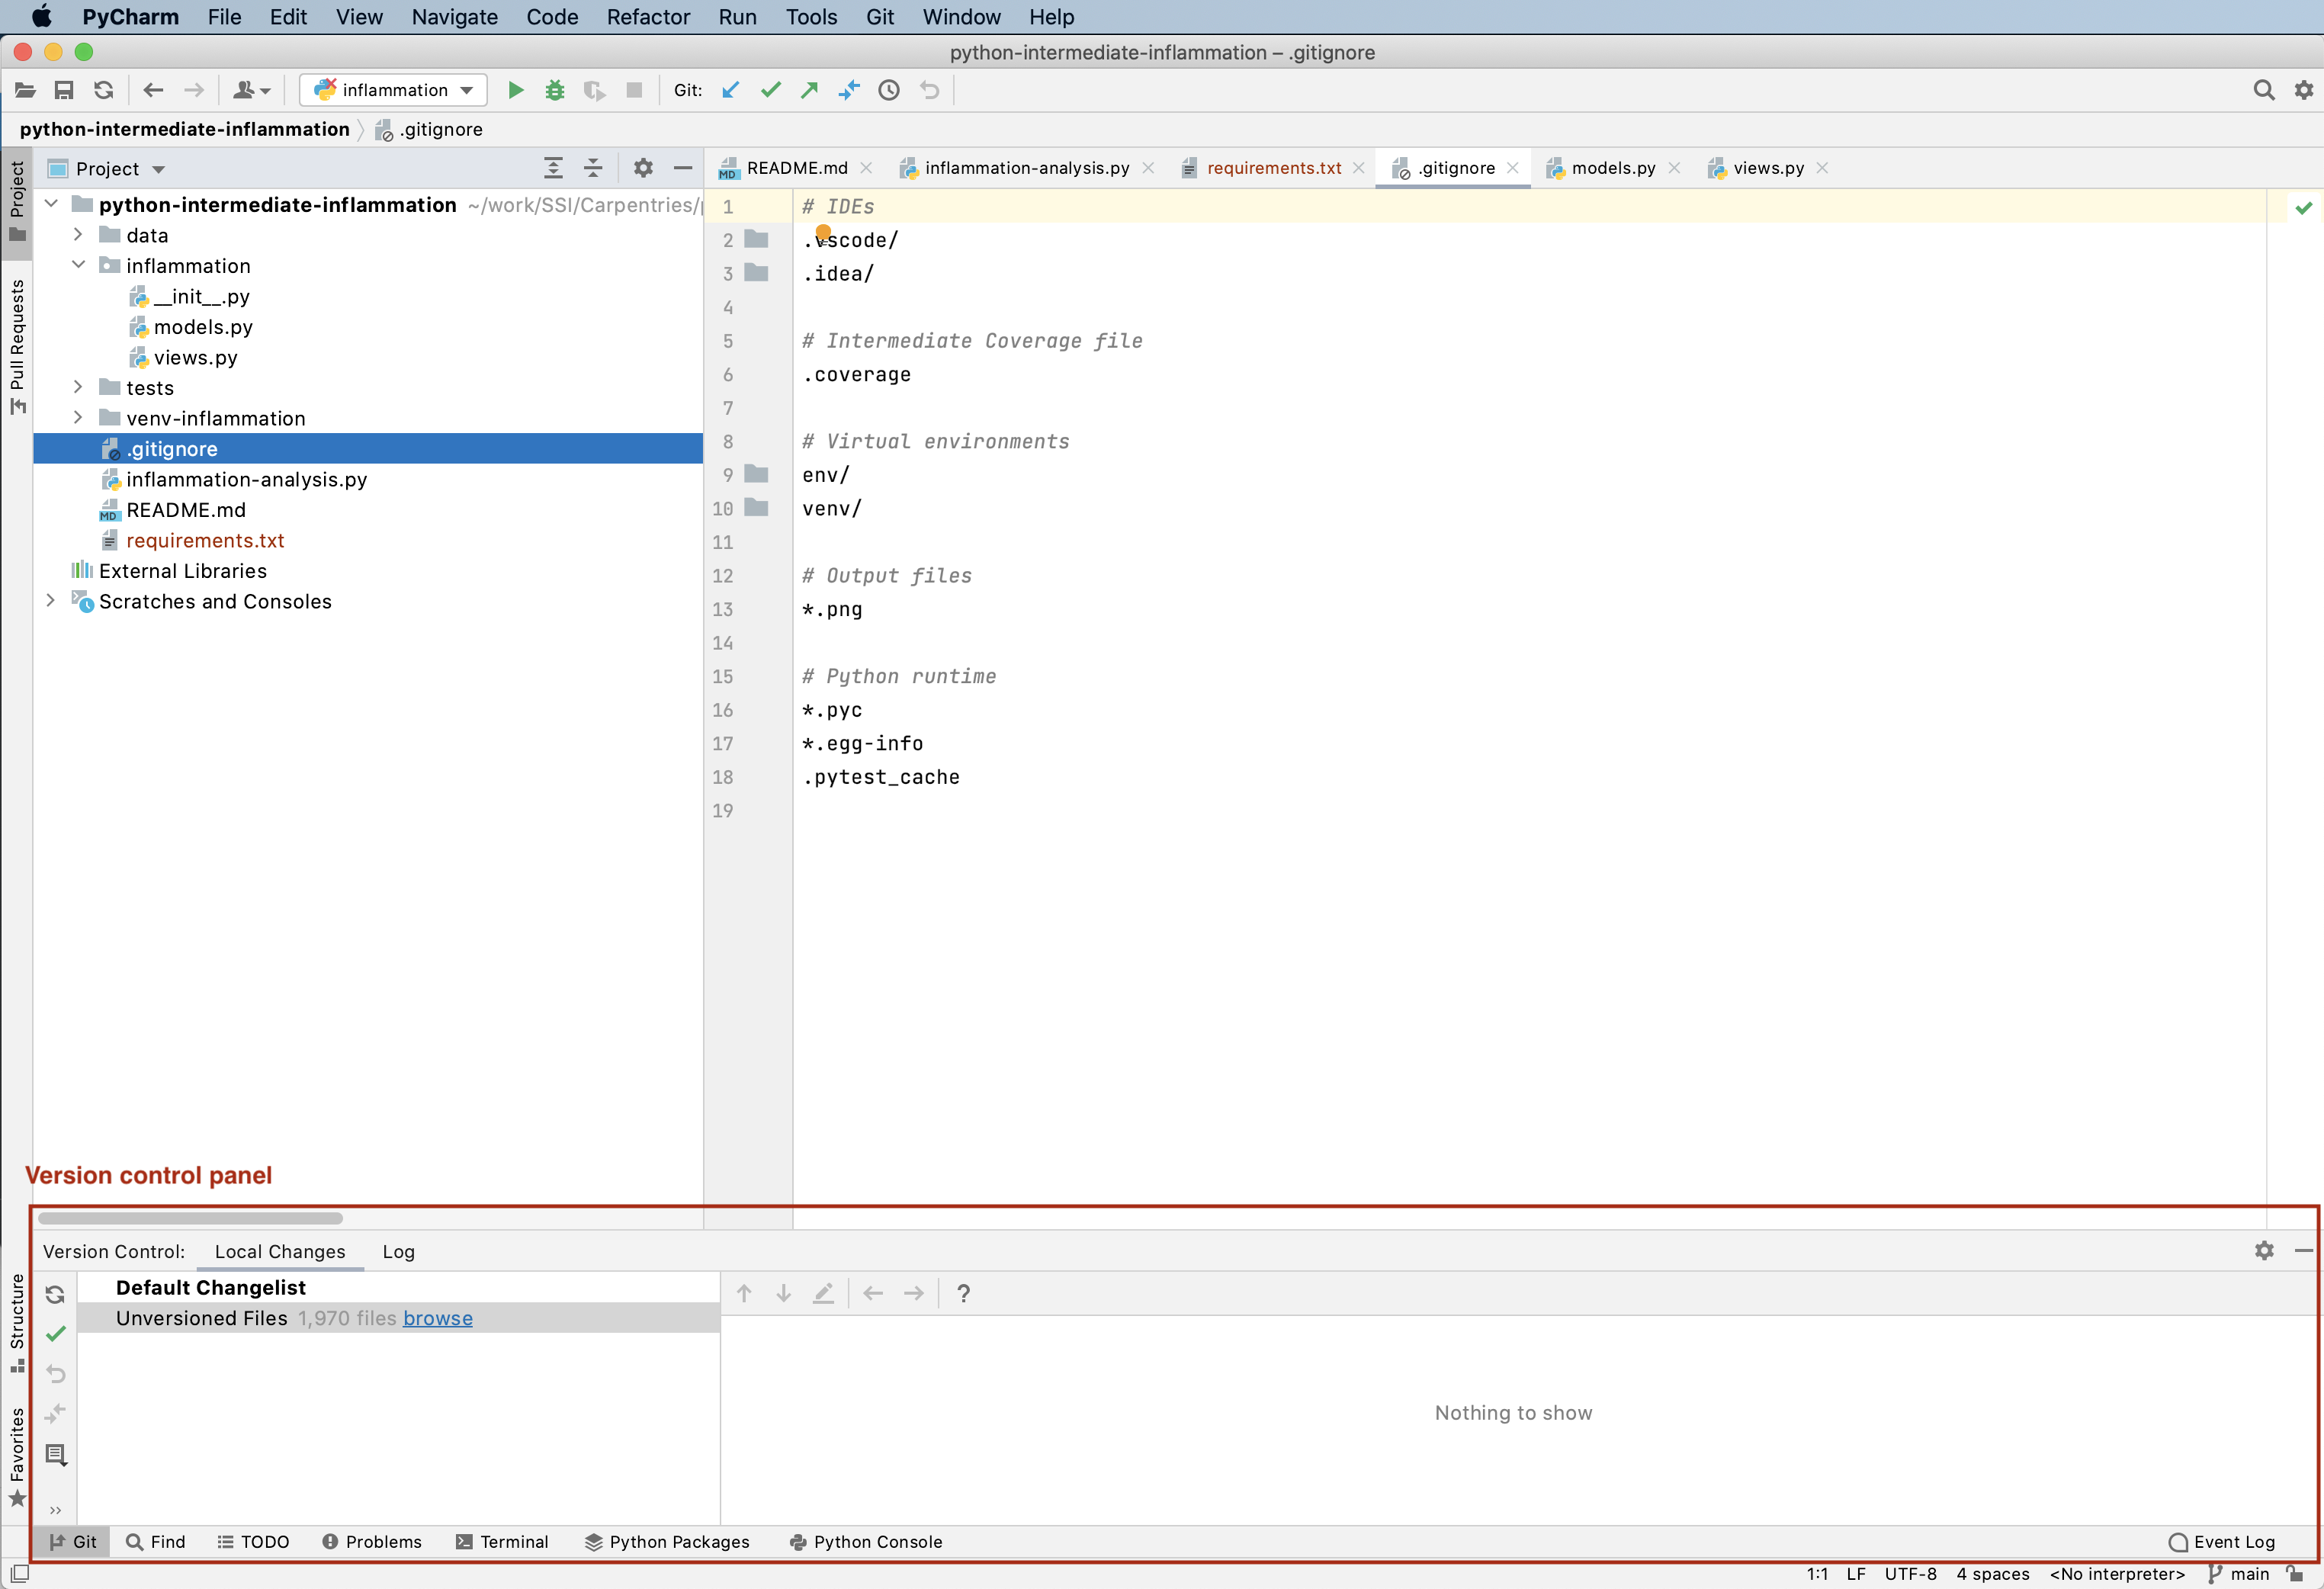 PyCharm File Edit View Navigate Code Refactor Run Tools Git Window Help
python-intermediate-inflammation – .gitignore
inflammation Git:
python-intermediate-inflammation .gitignore
Project
README.md inflammation-analysis.py requirements.txt .gitignore models.py views.py
Project
Pull Requests
Structure
Favorites
python-intermediate-inflammation ~/work/SSI/Carpentries/
data
inflammation
__init__.py
models.py
views.py
tests
venv-inflammation
.gitignore
inflammation-analysis.py
MD README.md
requirements.txt
External Libraries
Scratches and Consoles
1 # IDEs
2 .vscode/
3 .idea/
4
5 # Intermediate Coverage file
6 .coverage
7
8 # Virtual environments
9 env/
10 venv/
11
12 # Output files
13 *.png
14
15 # Python runtime
16 *.pyc
17 *.egg-info
18 .pytest_cache
19
Version control panel
Version Control: Local Changes Log
Default Changelist
Unversioned Files 1,970 files browse
?
Nothing to show
Git Find TODO Problems Terminal Python Packages Python Console Event Log
1:1 LF UTF-8 4 spaces <No interpreter> main